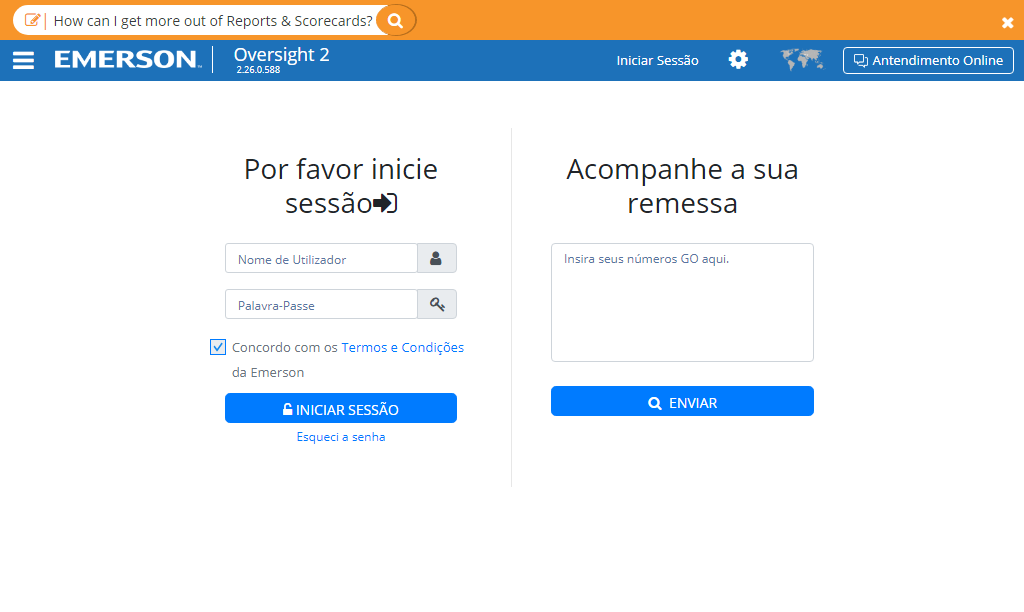 How can I get more out of Reports & Scorecards?
EMERSON
Oversight 2
2.26.0.588
Iniciar Sessão
Antendimento Online
Por favor inicie
sessão
Nome de Utilizador
Palavra-Passe
Concordo com os Termos e Condições
da Emerson
INICIAR SESSÃO
Esqueci a senha
Acompanhe a sua
remessa
Insira seus números GO aqui.
ENVIAR